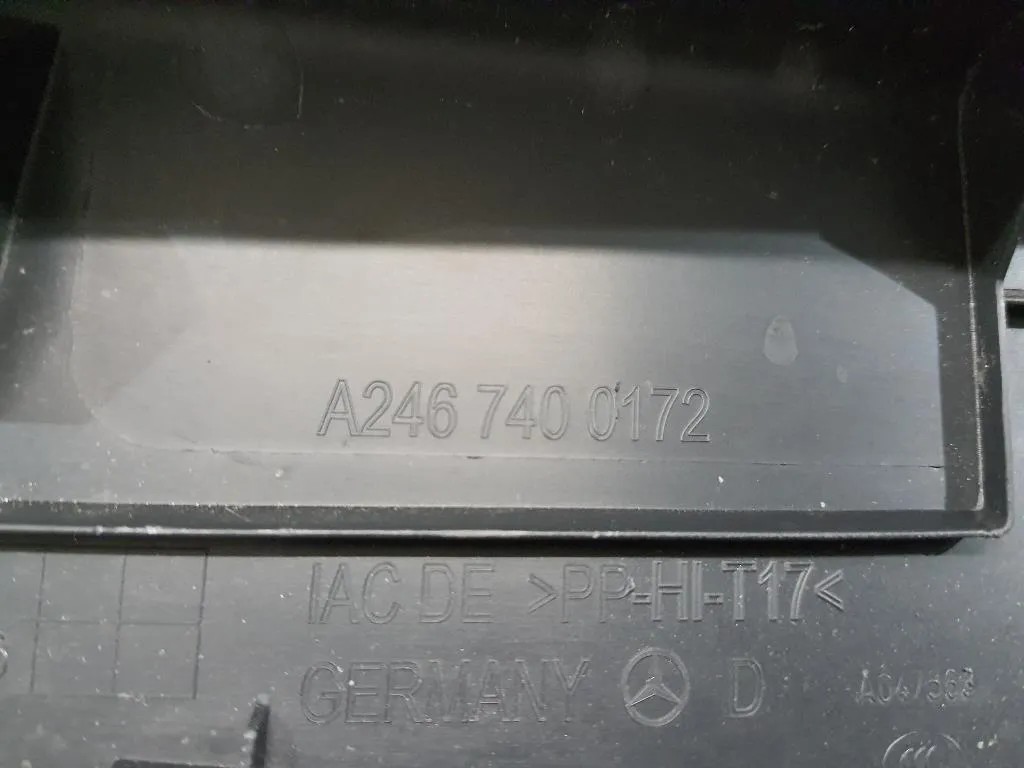 A246 740 0172
IAC DE >PP-HI-T17<
GERMANY D